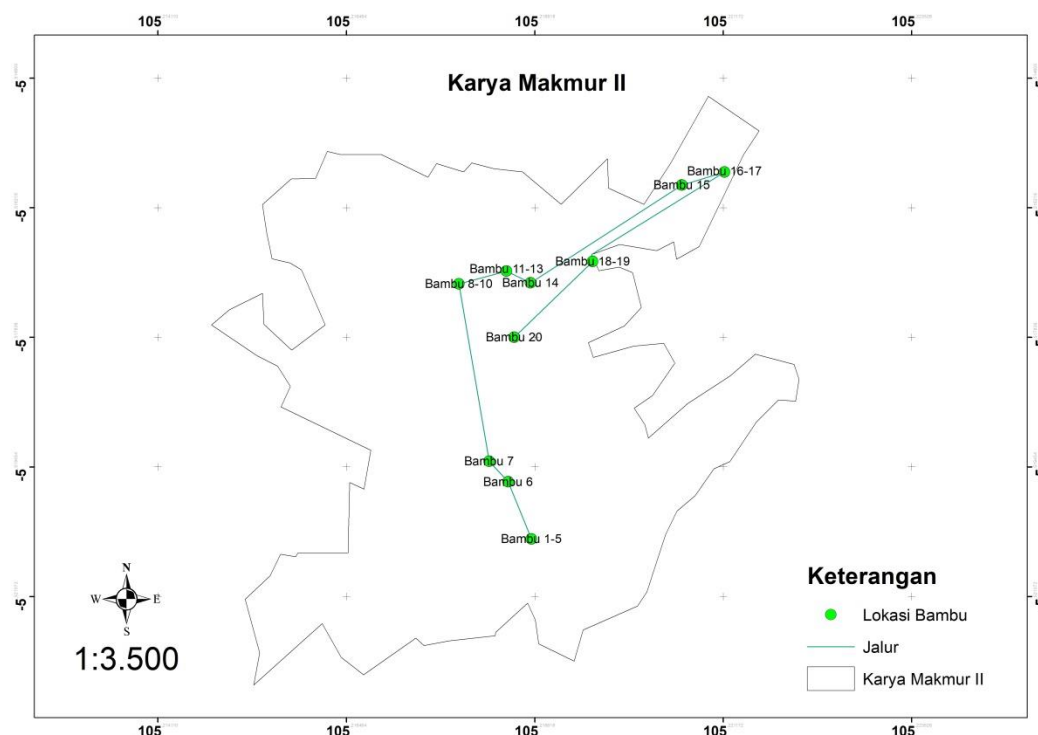 105 105 105 105 105
Karya Makmur II
-5
-5
-5
-5
-5
Bambu 16-17
Bambu 15
Bambu 18-19
Bambu 11-13
Bambu 14
Bambu 8-10
Bambu 20
Bambu 7
Bambu 6
Bambu 1-5
N
W E
S
1:3.500
Keterangan
Lokasi Bambu
Jalur
Karya Makmur II
105 105 105 105 105